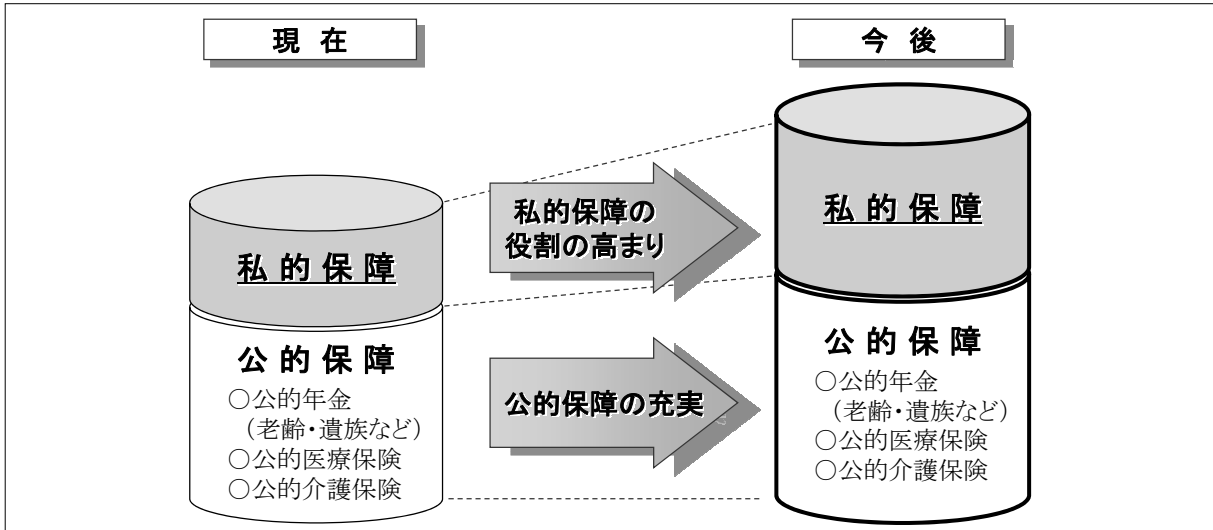 現 在
今 後
私 的 保 障
公 的 保 障
○公的年金
（老齢・遺族など）
○公的医療保険
○公的介護保険
私的保障の
役割の高まり
公的保障の充実
私 的 保 障
公 的 保 障
○公的年金
（老齢・遺族など）
○公的医療保険
○公的介護保険